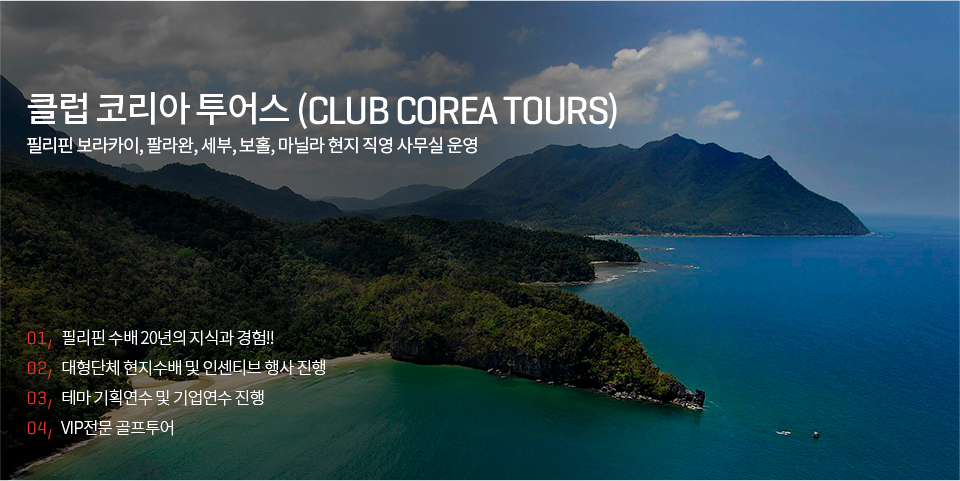 클럽 코리아 투어스 (CLUB COREA TOURS)
필리핀 보라카이, 팔라완, 세부, 보홀, 마닐라 현지 직영 사무실 운영
01, 필리핀 수배 20년의 지식과 경험!!
02, 대형단체 현지수배 및 인센티브 행사 진행
03, 테마 기획연수 및 기업연수 진행
04, VIP전문 골프투어